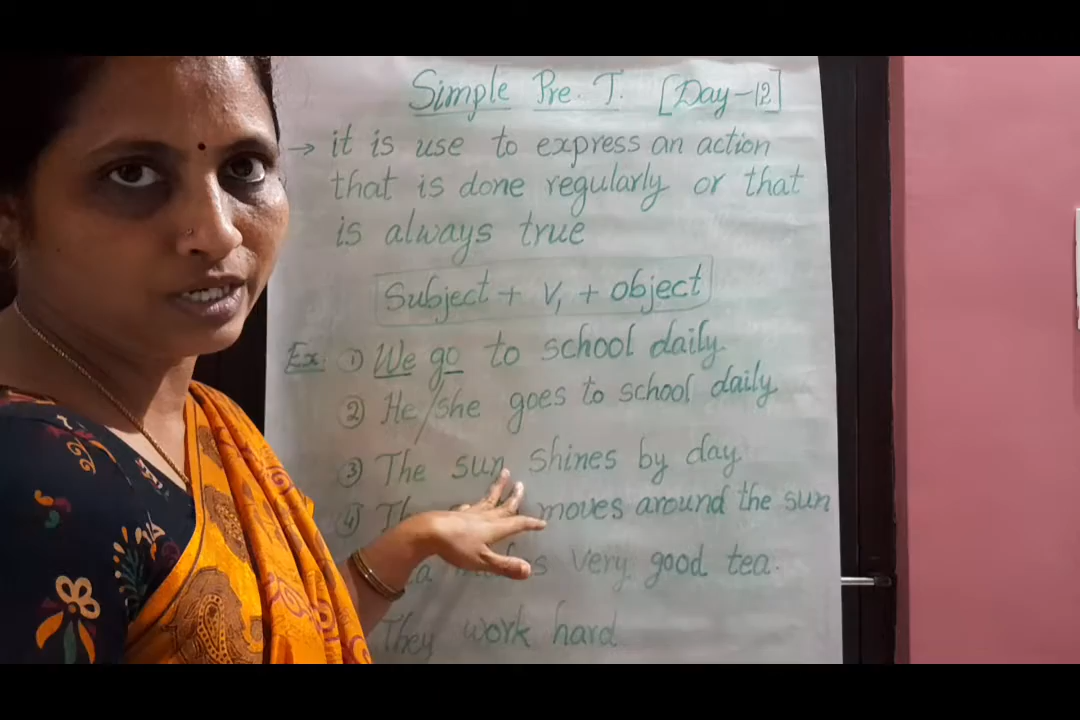 Simple Pre. T. [Day-12]
→ it is use to express an action
that is done regularly or that
is always true
Subject + V₁ + object
Ex ① We go to school daily
② He/she goes to school daily
③ The sun shines by day
④ moves around the sun
very good tea.
They work hard